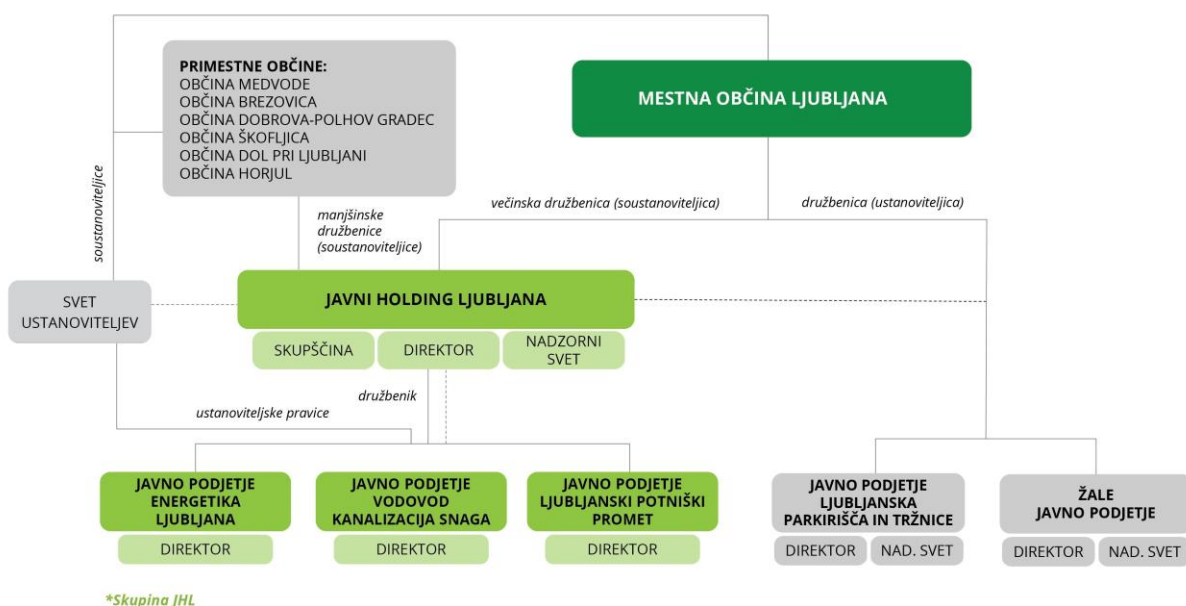 PRIMESTNE OBČINE:
OBČINA MEDVODE
OBČINA BREZOVICA
OBČINA DOBROVA-POLHOV GRADEC
OBČINA ŠKOFLJICA
OBČINA DOL PRI LJUBLJANI
OBČINA HORJUL
MESTNA OBČINA LJUBLJANA
soustanoviteljice
manjšinske
družbenice
(soustanoviteljice)
večinska družbenica (soustanoviteljica)
družbenica (ustanoviteljica)
SVET
USTANOVITELJEV
JAVNI HOLDING LJUBLJANA
SKUPŠČINA
DIREKTOR
NADZORNI
SVET
družbenik
ustanoviteljske pravice
JAVNO PODJETJE
ENERGETIKA
LJUBLJANA
DIREKTOR
JAVNO PODJETJE
VODOVOD
KANALIZACIJA SNAGA
DIREKTOR
JAVNO PODJETJE
LJUBLJANSKI POTNIŠKI
PROMET
DIREKTOR
JAVNO PODJETJE
LJUBLJANSKA
PARKIRIŠČA IN TRŽNICE
DIREKTOR
NAD. SVET
ŽALE
JAVNO PODJETJE
DIREKTOR
NAD. SVET
*Skupina JHL